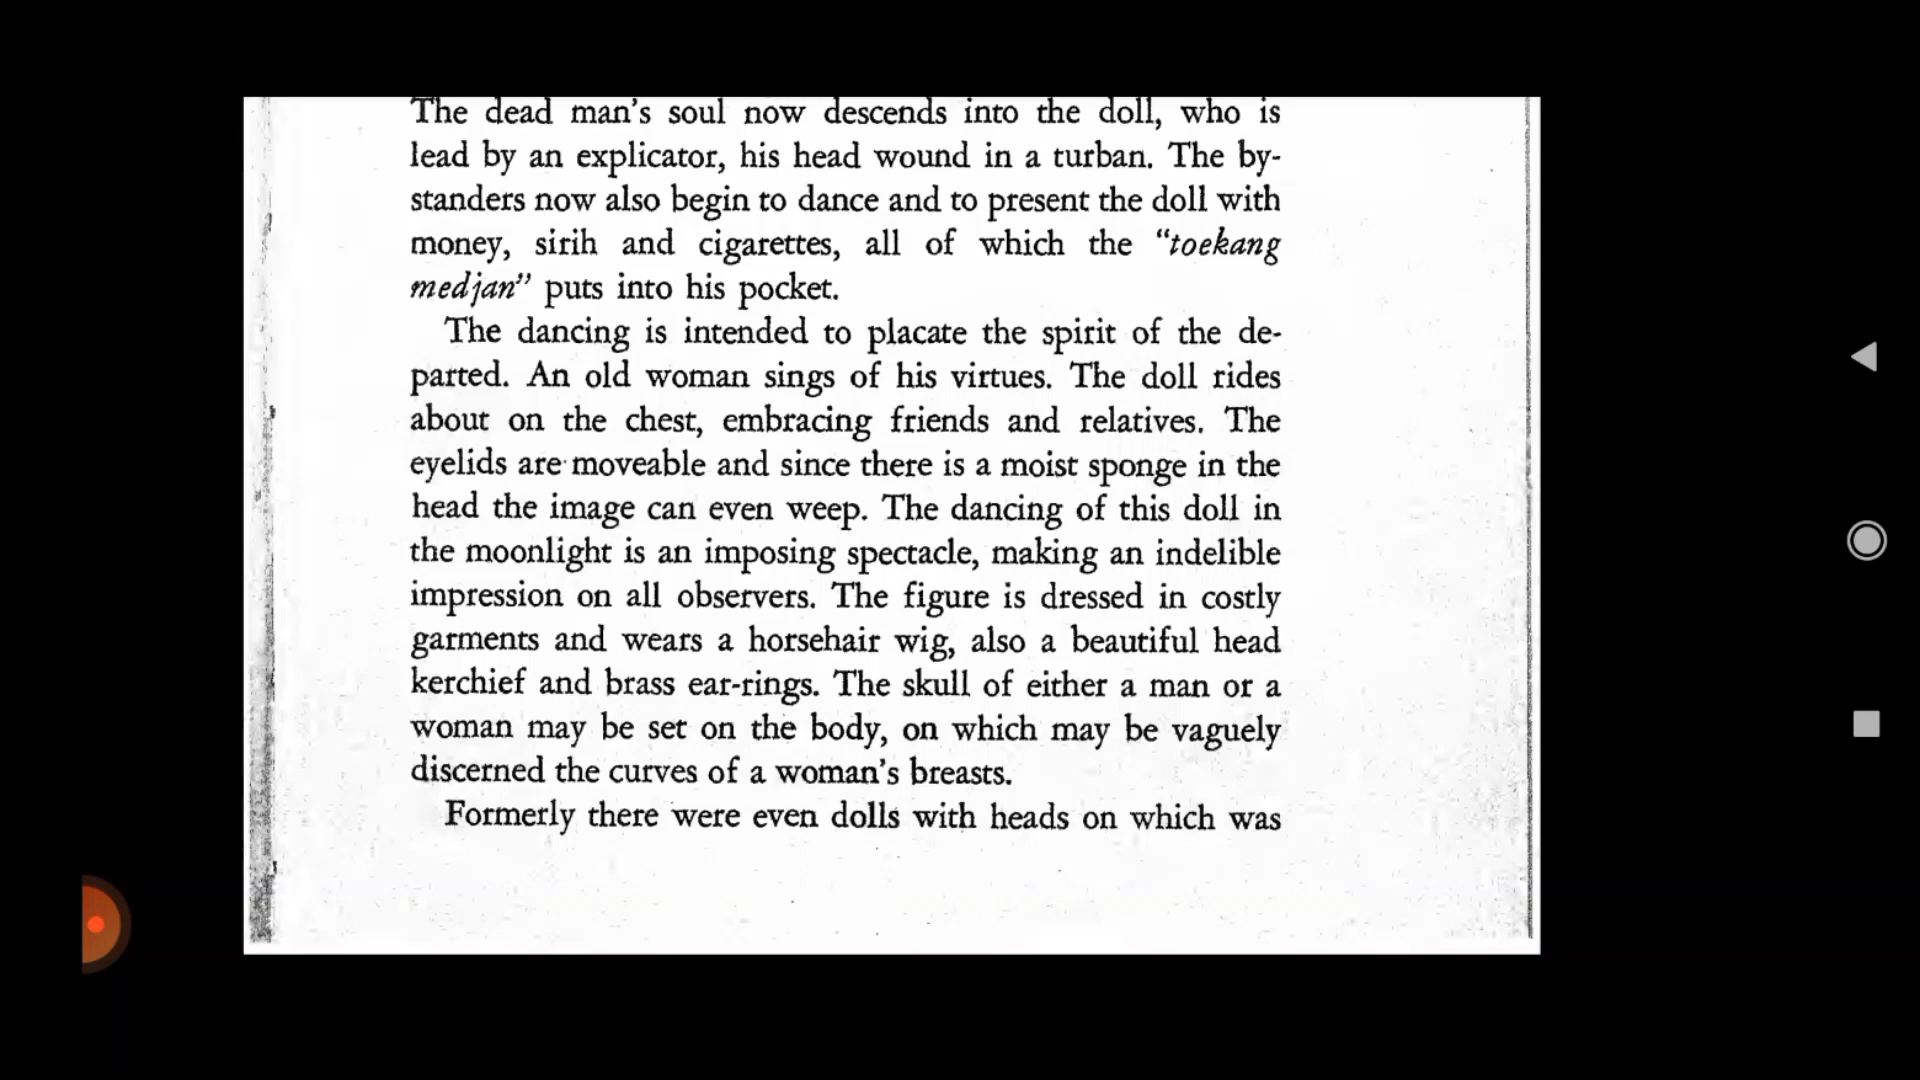 The dead man's soul now descends into the doll, who is
lead by an explicator, his head wound in a turban. The by-
standers now also begin to dance and to present the doll with
money, sirih and cigarettes, all of which the “toekang
medjan” puts into his pocket.
The dancing is intended to placate the spirit of the de-
parted. An old woman sings of his virtues. The doll rides
about on the chest, embracing friends and relatives. The
eyelids are moveable and since there is a moist sponge in the
head the image can even weep. The dancing of this doll in
the moonlight is an imposing spectacle, making an indelible
impression on all observers. The figure is dressed in costly
garments and wears a horsehair wig, also a beautiful head
kerchief and brass ear-rings. The skull of either a man or a
woman may be set on the body, on which may be vaguely
discerned the curves of a woman's breasts.
Formerly there were even dolls with heads on which was